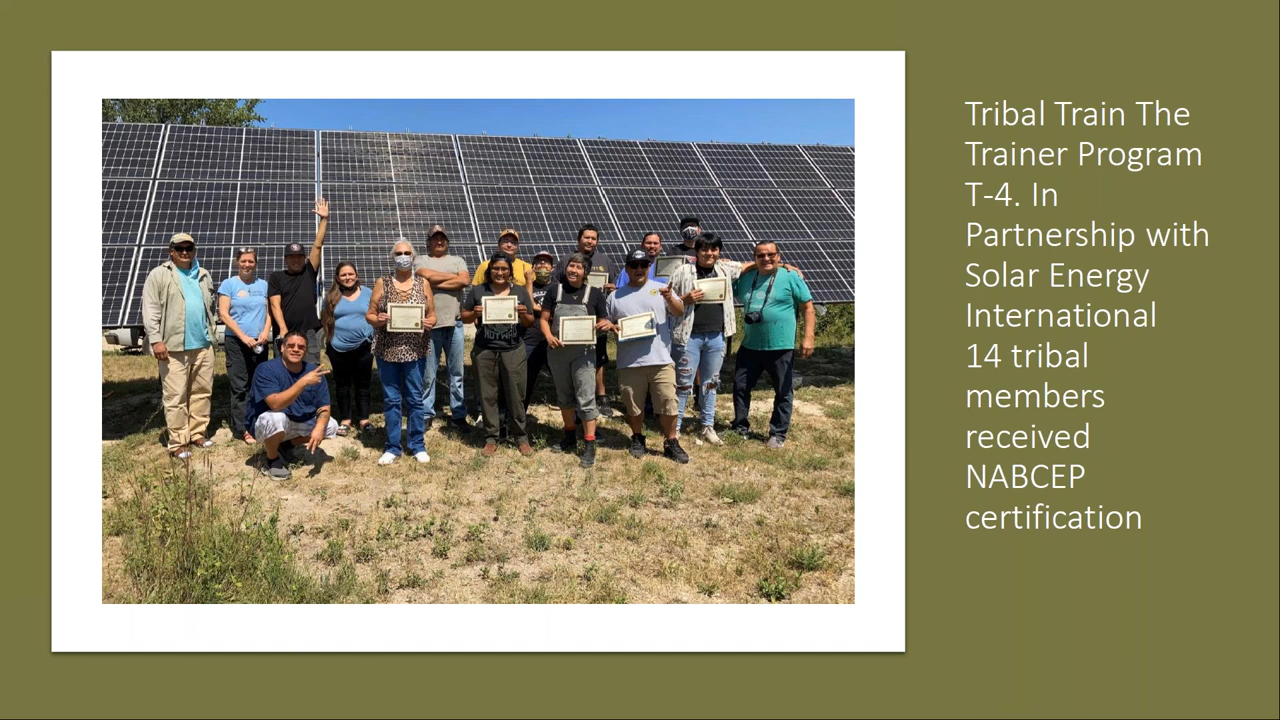 Tribal Train The
Trainer Program
T-4. In
Partnership with
Solar Energy
International
14 tribal
members
received
NABCEP
certification